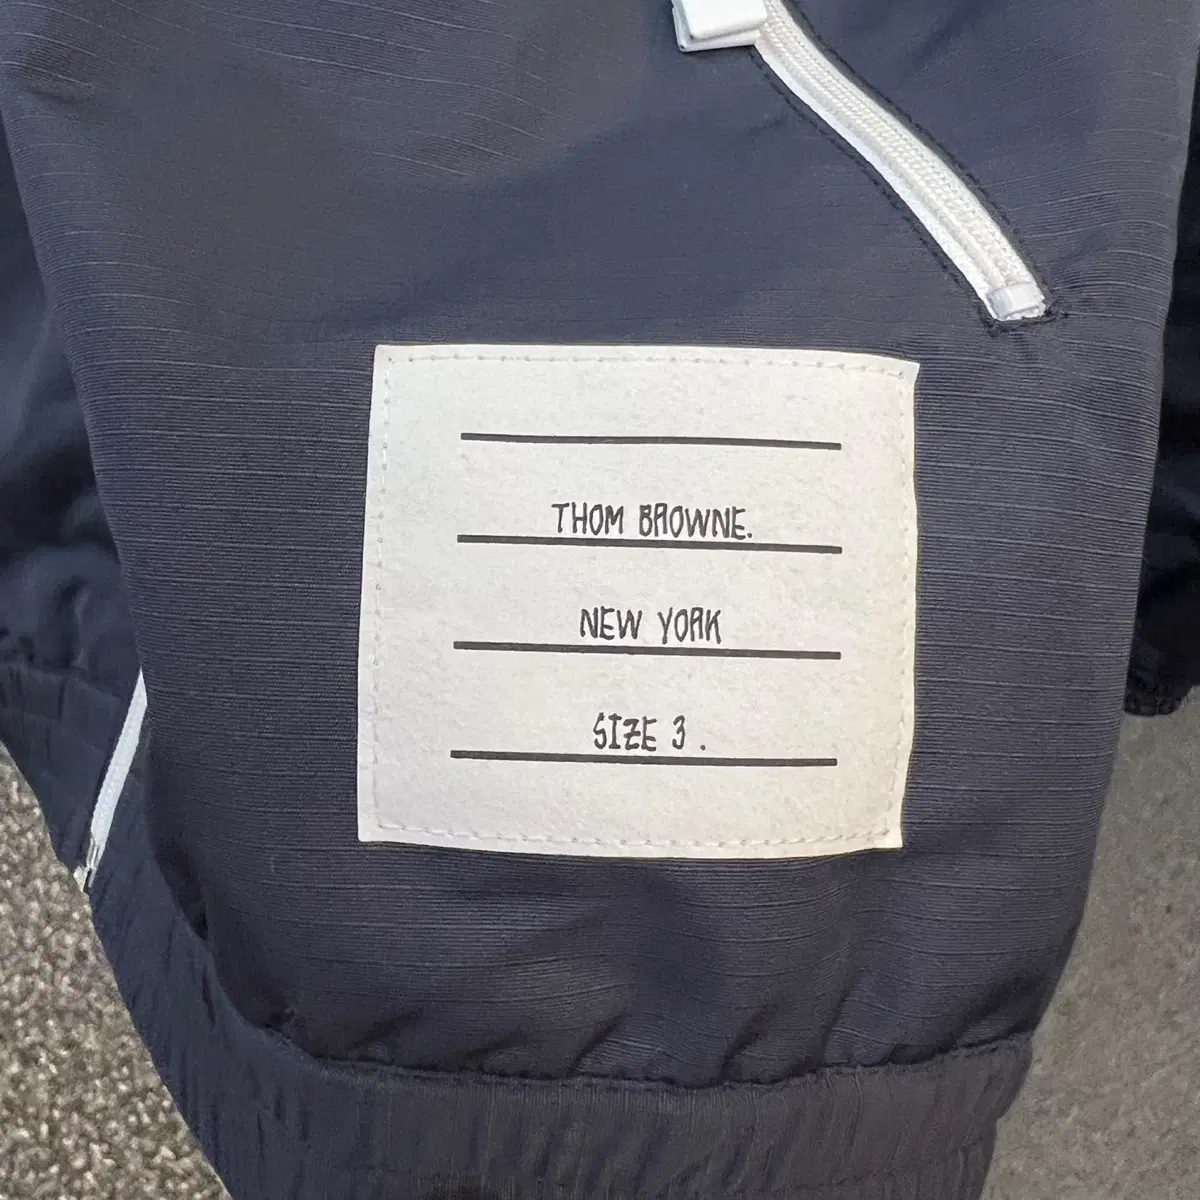 THOM BROWNE.
NEW YORK
SIZE 3 .